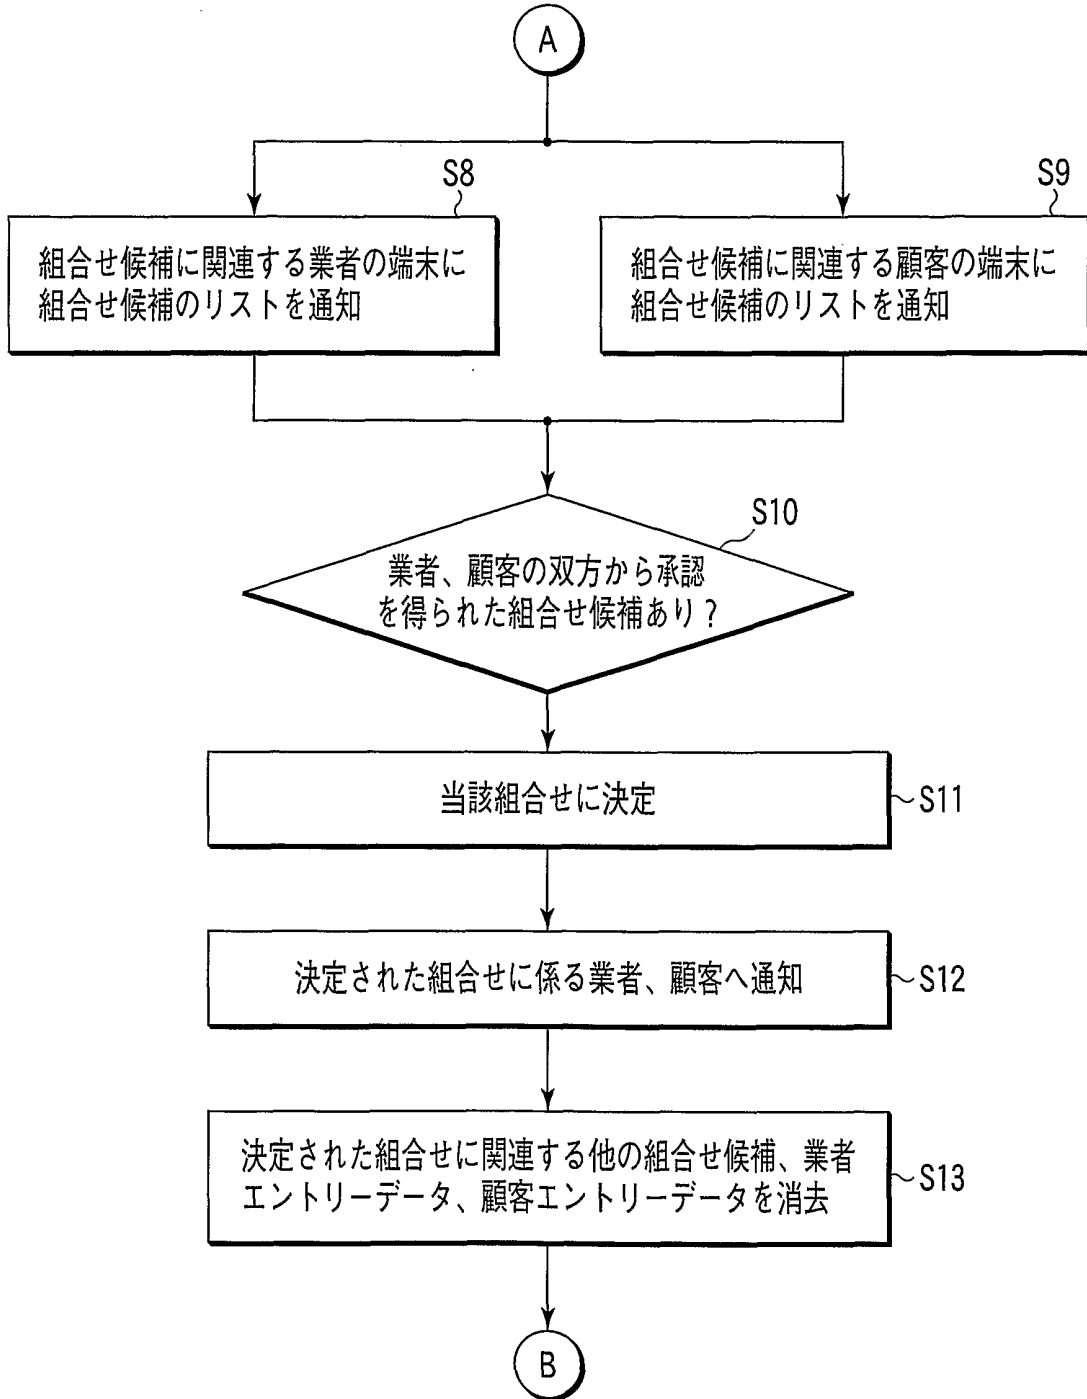 A
S8
組合せ候補に関連する業者の端末に
組合せ候補のリストを通知
S9
組合せ候補に関連する顧客の端末に
組合せ候補のリストを通知
S10
業者、顧客の双方から承認
を得られた組合せ候補あり?
当該組合せに決定
S11
決定された組合せに係る業者、顧客へ通知
S12
決定された組合せに関連する他の組合せ候補、業者
エントリーデータ、顧客エントリーデータを消去
S13
B